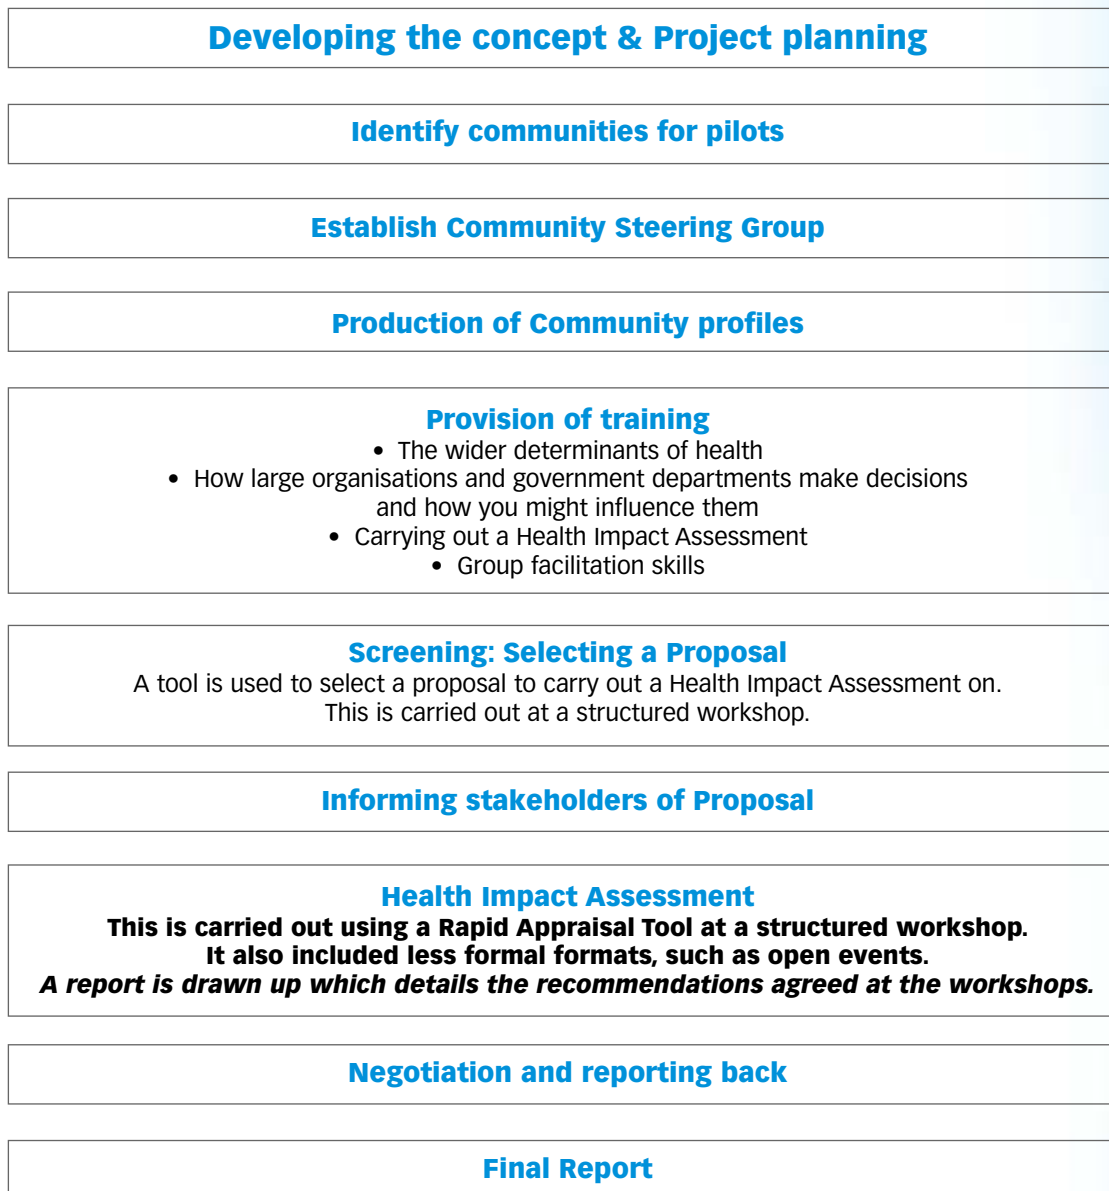 Developing the concept & Project planning
Identify communities for pilots
Establish Community Steering Group
Production of Community profiles
Provision of training
• The wider determinants of health
• How large organisations and government departments make decisions
and how you might influence them
• Carrying out a Health Impact Assessment
• Group facilitation skills
Screening: Selecting a Proposal
A tool is used to select a proposal to carry out a Health Impact Assessment on.
This is carried out at a structured workshop.
Informing stakeholders of Proposal
Health Impact Assessment
This is carried out using a Rapid Appraisal Tool at a structured workshop.
It also included less formal formats, such as open events.
A report is drawn up which details the recommendations agreed at the workshops.
Negotiation and reporting back
Final Report